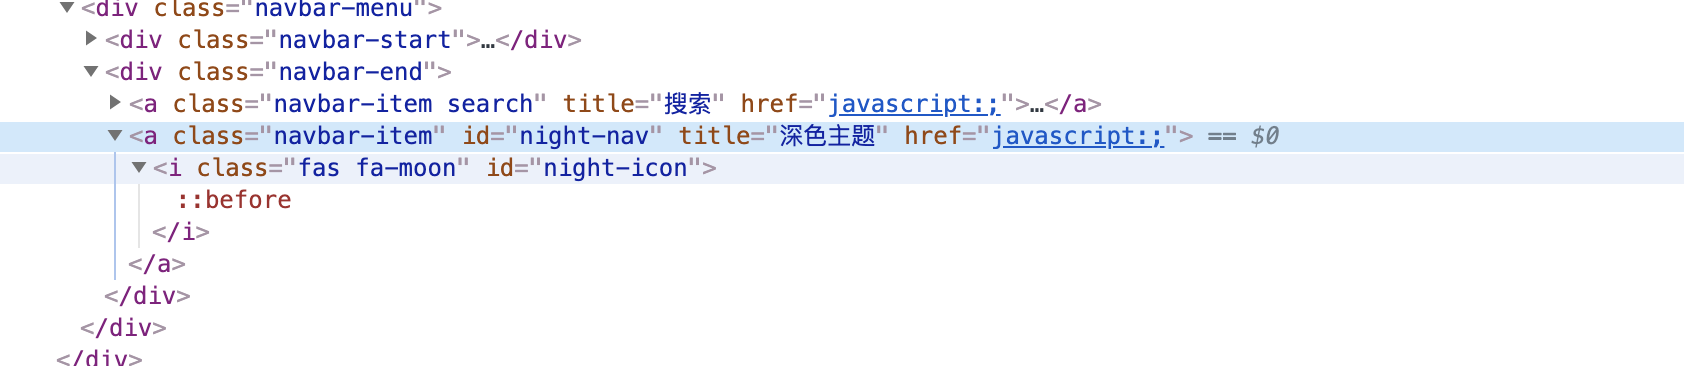 ▼<div class="navbar-menu">
▶<div class="navbar-start">…</div>
▼<div class="navbar-end">
▶<a class="navbar-item search" title="搜索" href="javascript:;">…</a>
▼<a class="navbar-item" id="night-nav" title="深色主题" href="javascript:;"> == $0
▼<i class="fas fa-moon" id="night-icon">
::before
</i>
</a>
</div>
</div>
</div>